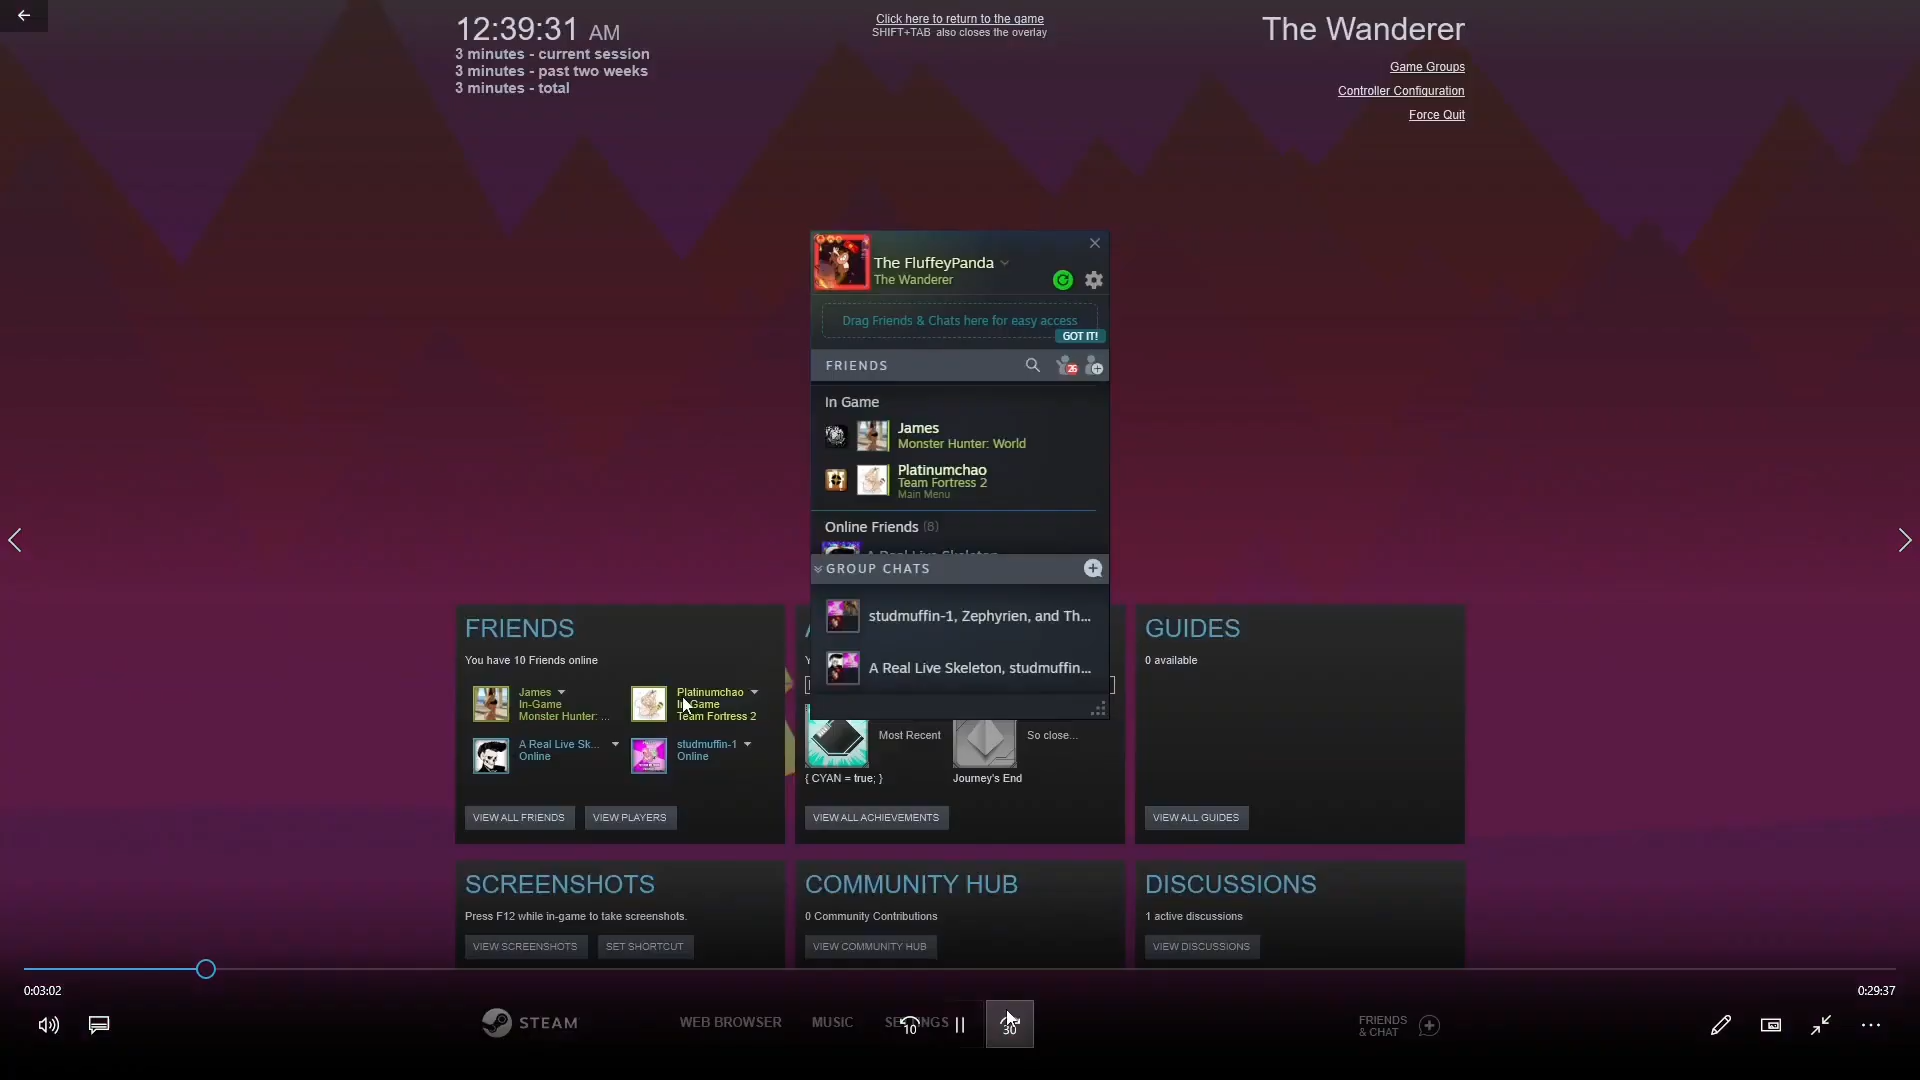 12:39:31 AM
3 minutes - current session
3 minutes - past two weeks
3 minutes - total
Click here to return to the game
SHIFT+TAB also closes the overlay
The Wanderer
Game Groups
Controller Configuration
Force Quit
The FluffeyPanda
The Wanderer
Drag Friends & Chats here for easy access
GOT IT!
FRIENDS
26
In Game
James
Monster Hunter: World
Platinumchao
Team Fortress 2
Main Menu
Online Friends (8)
A Real Live Skeleton
GROUP CHATS
studmuffin-1, Zephyrien, and Th...
A Real Live Skeleton, studmuffin...
FRIENDS
You have 10 Friends online
James
In-Game
Monster Hunter: ...
Platinumchao
In-Game
Team Fortress 2
A Real Live Sk...
Online
studmuffin-1
Online
VIEW ALL FRIENDS
VIEW PLAYERS
Most Recent
So close...
{ CYAN = true; }
Journey's End
VIEW ALL ACHIEVEMENTS
GUIDES
0 available
VIEW ALL GUIDES
SCREENSHOTS
Press F12 while in-game to take screenshots.
VIEW SCREENSHOTS
SET SHORTCUT
COMMUNITY HUB
0 Community Contributions
VIEW COMMUNITY HUB
DISCUSSIONS
1 active discussions
VIEW DISCUSSIONS
0:03:02
0:29:37
STEAM
WEB BROWSER
MUSIC
SETTINGS
10
30
FRIENDS
& CHAT